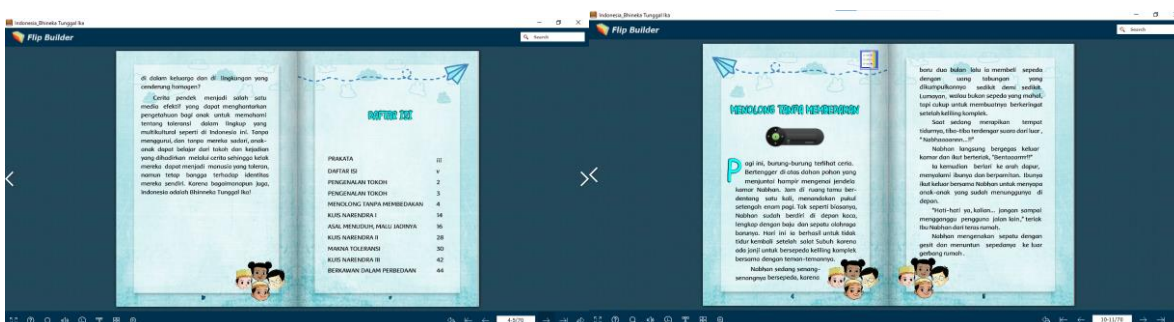 Indonesia_Bhineka Tunggal Ika
Flip Builder
Search
di dalam keluarga dan di lingkungan yang
cenderung homogen?
Cerita pendek menjadi salah satu
media efektif yang dapat menghantarkan
pengetahuan bagi anak untuk memahami
tentang toleransi dalam lingkup yang
multikultural seperti di Indonesia ini. Tanpa
menggurui, dan tanpa mereka sadari, anak-
anak dapat belajar dari tokoh dan kejadian
yang dihadirkan melalui cerita sehingga kelak
mereka dapat menjadi manusia yang toleran,
namun tetap bangga terhadap identitas
mereka sendiri. Karena bagaimanapun juga,
Indonesia adalah Bhinneka Tunggal Ika!
DAFTAR ISI
PRAKATA iii
DAFTAR ISI v
PENGENALAN TOKOH 2
PENGENALAN TOKOH 3
MENOLONG TANPA MEMBEDAKAN 4
KUIS NARENDRA I 14
ASAL MENUDUH, MALU JADINYA 16
KUIS NARENDRA II 28
MAKNA TOLERANSI 30
KUIS NARENDRA III 42
BERKAWAN DALAM PERBEDAAN 44
4-5/70
Indonesia_Bhineka Tunggal Ika
Flip Builder
Search
MENOLONG TANPA MEMBEDAKAN
Pagi ini, burung-burung terlihat ceria.
Bertengger di atas dahan pohon yang
menjuntai hampir mengenai jendela
kamar Nabhan. Jam di ruang tamu ber-
dentang satu kali, menandakan pukul
setengah enam pagi. Tak seperti biasanya,
Nabhan sudah berdiri di depan kaca,
lengkap dengan baju dan sepatu olahraga
barunya. Hari ini ia berhasil untuk tidak
tidur kembali setelah salat Subuh karena
ada janji untuk bersepeda keliling komplek
bersama dengan teman-temannya.
Nabhan sedang senang-
senangnya bersepeda, karena
4
baru dua bulan lalu ia membeli sepeda
dengan uang tabungan yang
dikumpulkannya sedikit demi sedikit.
Lumayan, walau bukan sepeda yang mahal,
tapi cukup untuk membuatnya berkeringat
setelah keliling komplek.
Saat sedang merapikan tempat
tidurnya, tiba-tiba terdengar suara dari luar,
"Nabhaaaannn...!!"
Nabhan langsung bergegas keluar
kamar dan ikut berteriak, "Bentaaarrr!!"
Ia kemudian berlari ke arah dapur,
menyalami ibunya dan berpamitan. Ibunya
ikut keluar bersama Nabhan untuk menyapa
anak-anak yang sudah menunggunya di
depan.
"Hati-hati ya, kalian... jangan sampai
mengganggu pengguna jalan lain," teriak
Ibu Nabhan dari teras rumah.
Nabhan mengenakan sepatu dengan
gesit dan menuntun sepedanya ke luar
gerbang rumah.
10-11/70